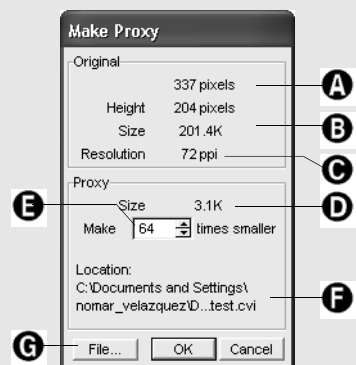 Make Proxy
Original
337 pixels
A
Height 204 pixels
Size 201.4K
B
Resolution 72 ppi
C
Proxy
E
Size 3.1K
D
Make 64 times smaller
Location:
C:\Documents and Settings\
nomar_velazquez\D...test.cvi
F
G
File... OK Cancel